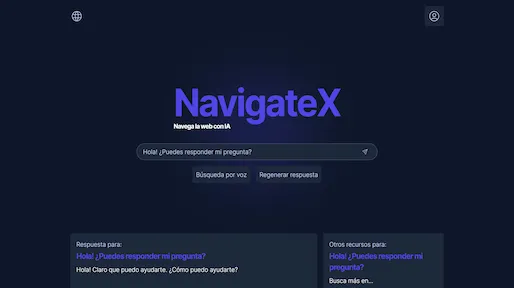 NavigateX
Navega la web con IA
Hola! ¿Puedes responder mi pregunta?
Búsqueda por voz
Regenerar respuesta
Respuesta para:
Hola! ¿Puedes responder mi pregunta?
Hola! Claro que puedo ayudarte. ¿Cómo puedo ayudarte?
Otros recursos para:
Hola! ¿Puedes responder mi
pregunta?
Busca más en...